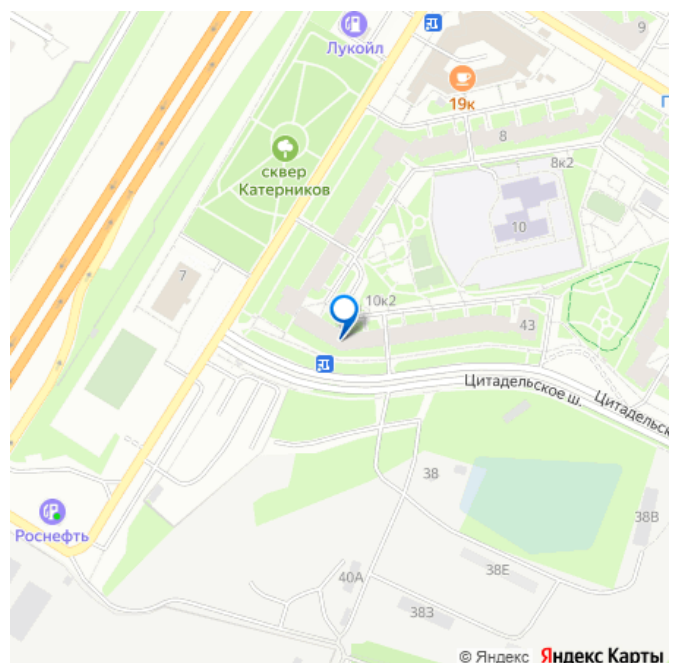 9
Лукойл
19к
П
8
8к2
сквер
Катерников
10
7
10к2
43
Цитадельское ш.
Цитадельск
38
38В
Роснефть
38Е
40А
383
© Яндекс Яндекс Карты